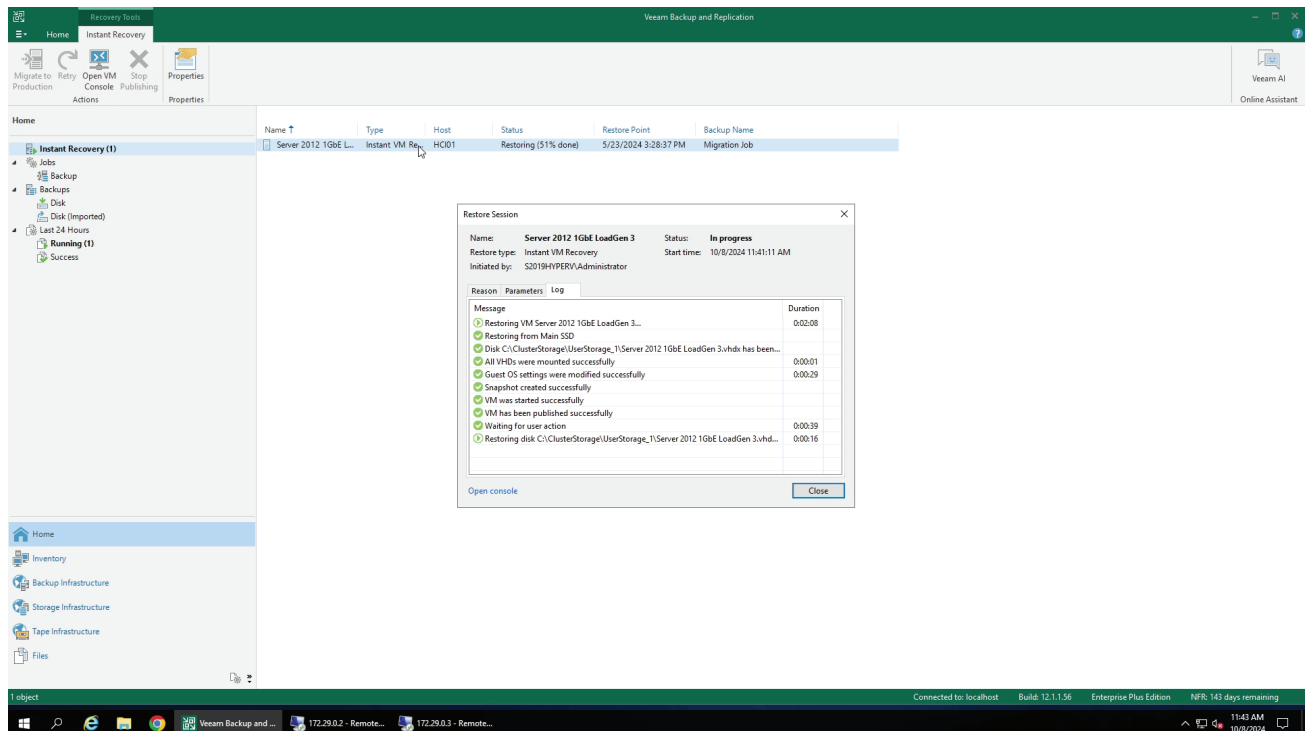 Recovery Tools
Veeam Backup and Replication
Home
Instant Recovery
Migrate to Production
Retry
Open VM Console
Stop Publishing
Properties
Actions
Properties
Veeam AI
Online Assistant
Home
Instant Recovery (1)
Jobs
Backup
Backups
Disk
Disk (Imported)
Last 24 Hours
Running (1)
Success
Name Type Host Status Restore Point Backup Name
Server 2012 1GbE L... Instant VM Re... HCI01 Restoring (51% done) 5/23/2024 3:28:37 PM Migration Job
Restore Session
Name: Server 2012 1GbE LoadGen 3 Status: In progress
Restore type: Instant VM Recovery Start time: 10/8/2024 11:41:11 AM
Initiated by: S2019HYPERV\Administrator
Reason Parameters Log
Message Duration
Restoring VM Server 2012 1GbE LoadGen 3... 0:02:08
Restoring from Main SSD
Disk C:\ClusterStorage\UserStorage_1\Server 2012 1GbE LoadGen 3.vhdx has been...
All VHDs were mounted successfully 0:00:01
Guest OS settings were modified successfully 0:00:29
Snapshot created successfully
VM was started successfully
VM has been published successfully
Waiting for user action 0:00:39
Restoring disk C:\ClusterStorage\UserStorage_1\Server 2012 1GbE LoadGen 3.vhd... 0:00:16
Open console
Close
Home
Inventory
Backup Infrastructure
Storage Infrastructure
Tape Infrastructure
Files
1 object
Connected to: localhost Build: 12.1.1.56 Enterprise Plus Edition NFR: 143 days remaining
Veeam Backup and ...
172.29.0.2 - Remote...
172.29.0.3 - Remote...
11:43 AM
10/8/2024